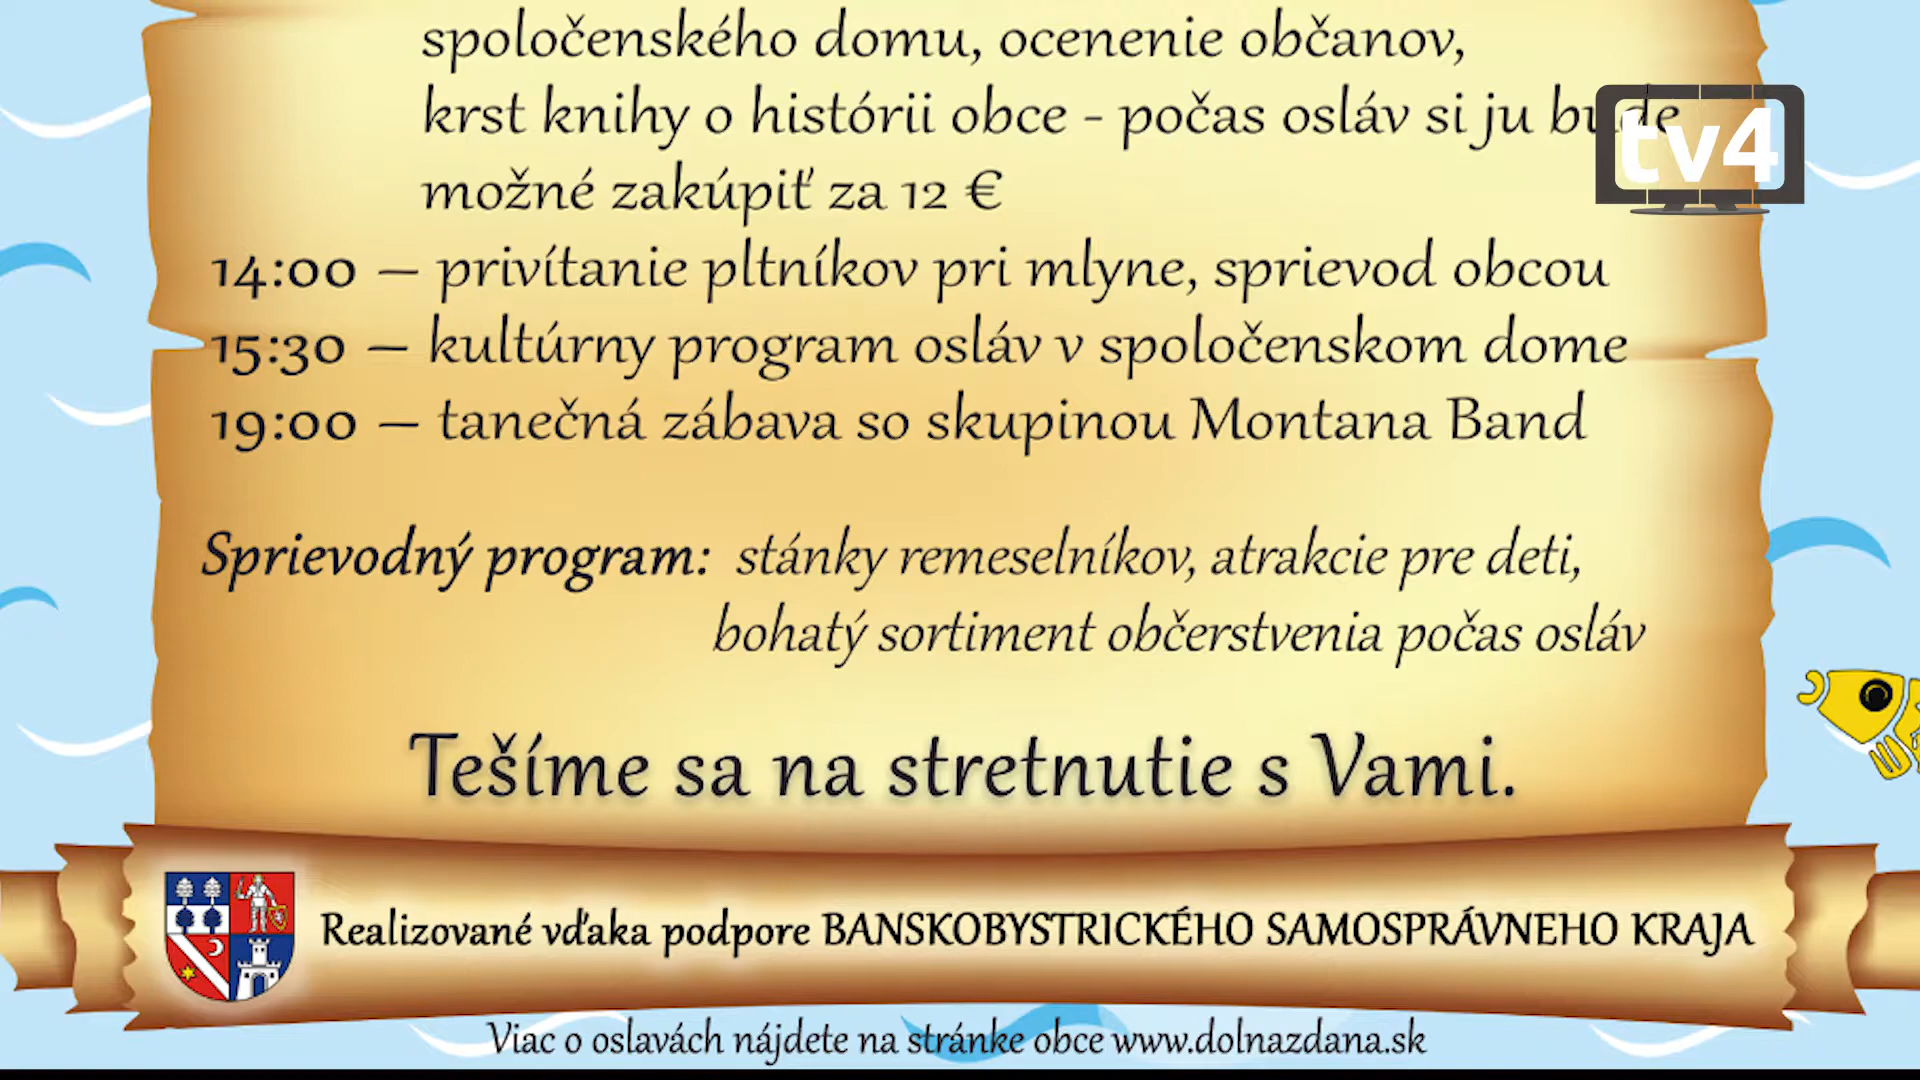 spoločenského domu, ocenenie občanov,
krst knihy o histórii obce - počas osláv si ju bude
možné zakúpiť za 12 €
14:00 – privítanie pltníkov pri mlyne, sprievod obcou
15:30 – kultúrny program osláv v spoločenskom dome
19:00 – tanečná zábava so skupinou Montana Band
Sprievodný program: stánky remeselníkov, atrakcie pre deti,
bohatý sortiment občerstvenia počas osláv
Tešíme sa na stretnutie s Vami.
Realizované vďaka podpore BANSKOBYSTRICKÉHO SAMOSPRÁVNEHO KRAJA
Viac o oslavách nájdete na stránke obce www.dolnazdana.sk
tv4